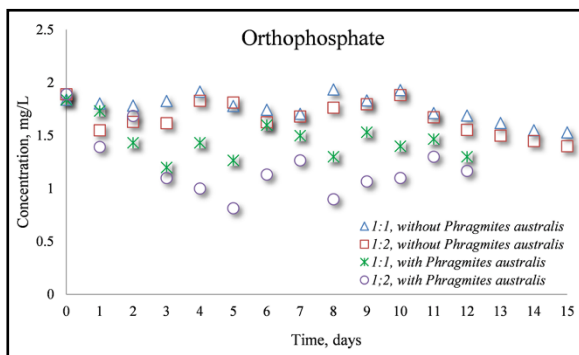 Orthophosphate
2.5
2
1.5
1
0.5
0
Concentration, mg/L
1:1, without Phragmites australis
1:2, without Phragmites australis
1:1, with Phragmites australis
1;2, with Phragmites australis
0 1 2 3 4 5 6 7 8 9 10 11 12 13 14 15
Time, days